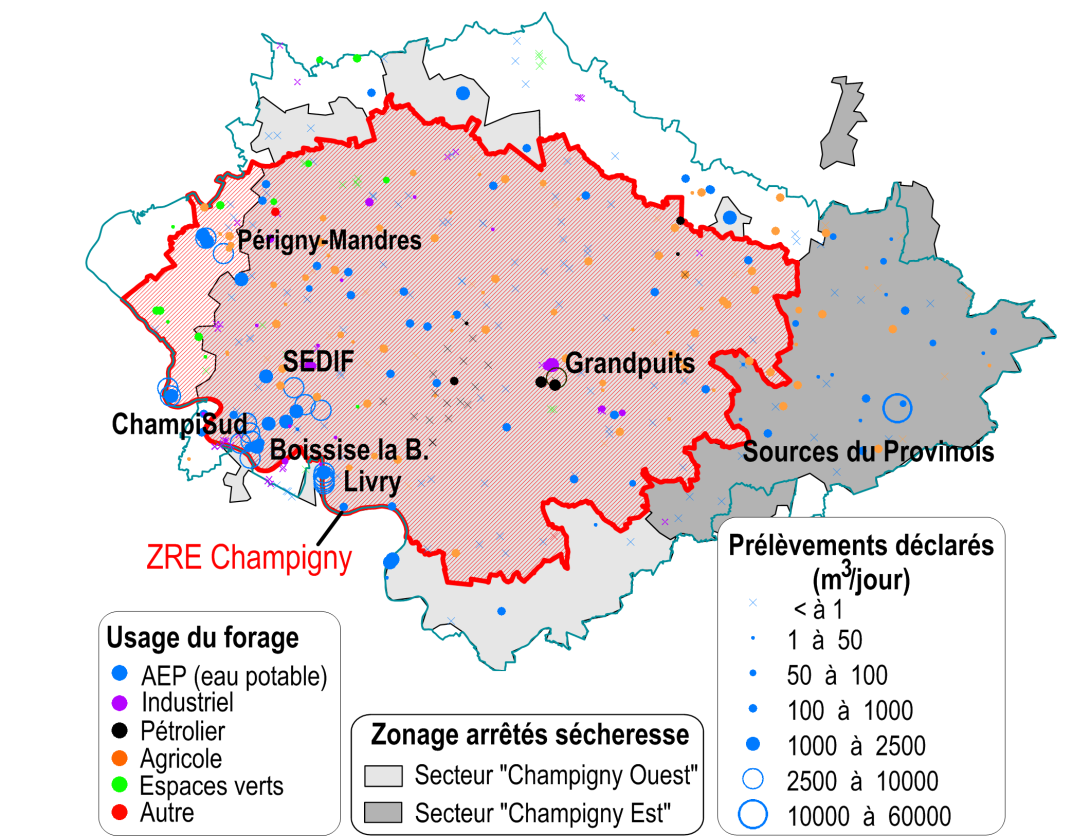 Périgny-Mandres
SEDIF
Grandpuits
ChampiSud
Boissise la B.
Sources du Provinois
Livry
ZRE Champigny
Prélèvements déclarés
(m³/jour)
< à 1
1 à 50
50 à 100
100 à 1000
1000 à 2500
2500 à 10000
10000 à 60000
Usage du forage
AEP (eau potable)
Industriel
Pétrolier
Agricole
Espaces verts
Autre
Zonage arrêtés sécheresse
Secteur "Champigny Ouest"
Secteur "Champigny Est"